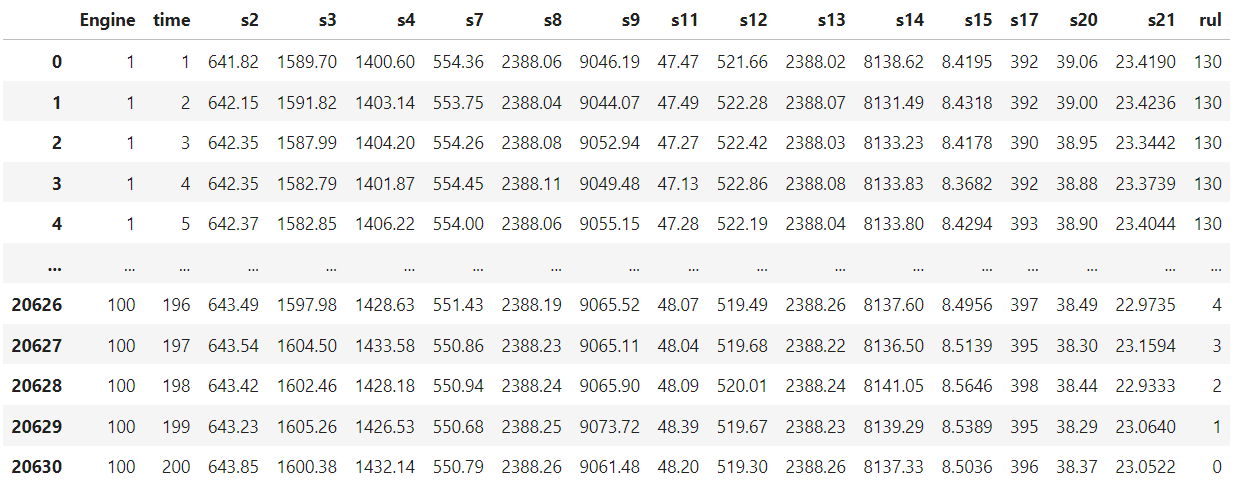 Engine time s2 s3 s4 s7 s8 s9 s11 s12 s13 s14 s15 s17 s20 s21 rul
0 1 1 641.82 1589.70 1400.60 554.36 2388.06 9046.19 47.47 521.66 2388.02 8138.62 8.4195 392 39.06 23.4190 130
1 1 2 642.15 1591.82 1403.14 553.75 2388.04 9044.07 47.49 522.28 2388.07 8131.49 8.4318 392 39.00 23.4236 130
2 1 3 642.35 1587.99 1404.20 554.26 2388.08 9052.94 47.27 522.42 2388.03 8133.23 8.4178 390 38.95 23.3442 130
3 1 4 642.35 1582.79 1401.87 554.45 2388.11 9049.48 47.13 522.86 2388.08 8133.83 8.3682 392 38.88 23.3739 130
4 1 5 642.37 1582.85 1406.22 554.00 2388.06 9055.15 47.28 522.19 2388.04 8133.80 8.4294 393 38.90 23.4044 130
... ... ... ... ... ... ... ... ... ... ... ... ... ... ... ... ... ...
20626 100 196 643.49 1597.98 1428.63 551.43 2388.19 9065.52 48.07 519.49 2388.26 8137.60 8.4956 397 38.49 22.9735 4
20627 100 197 643.54 1604.50 1433.58 550.86 2388.23 9065.11 48.04 519.68 2388.22 8136.50 8.5139 395 38.30 23.1594 3
20628 100 198 643.42 1602.46 1428.18 550.94 2388.24 9065.90 48.09 520.01 2388.24 8141.05 8.5646 398 38.44 22.9333 2
20629 100 199 643.23 1605.26 1426.53 550.68 2388.25 9073.72 48.39 519.67 2388.23 8139.29 8.5389 395 38.29 23.0640 1
20630 100 200 643.85 1600.38 1432.14 550.79 2388.26 9061.48 48.20 519.30 2388.26 8137.33 8.5036 396 38.37 23.0522 0